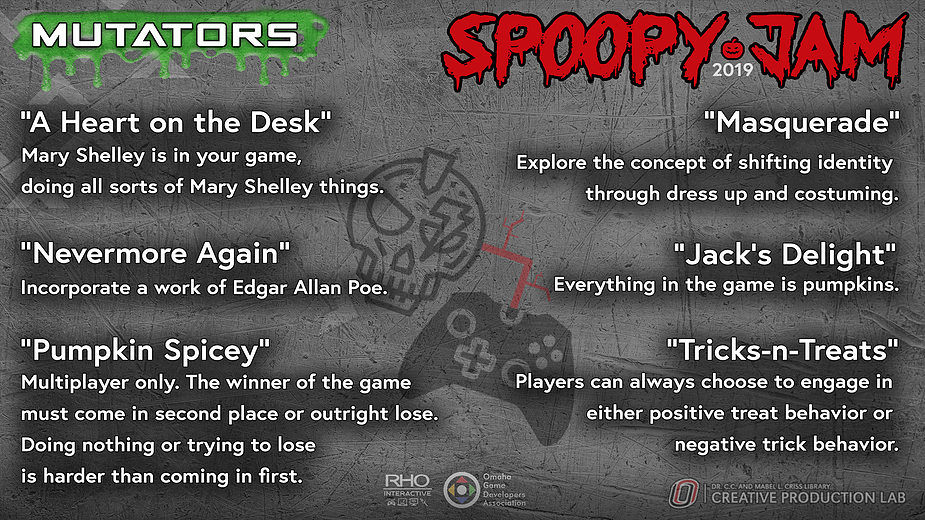 MUTATORS
SPOOPY JAM
2019
"A Heart on the Desk"
Mary Shelley is in your game,
doing all sorts of Mary Shelley things.
"Nevermore Again"
Incorporate a work of Edgar Allan Poe.
"Pumpkin Spicey"
Multiplayer only. The winner of the game
must come in second place or outright lose.
Doing nothing or trying to lose
is harder than coming in first.
"Masquerade"
Explore the concept of shifting identity
through dress up and costuming.
"Jack's Delight"
Everything in the game is pumpkins.
"Tricks-n-Treats"
Players can always choose to engage in
either positive treat behavior or
negative trick behavior.
RHO
INTERACTIVE
Omaha
Game
Developers
Association
DR. C.C. AND MABEL L. CRISS LIBRARY
CREATIVE PRODUCTION LAB